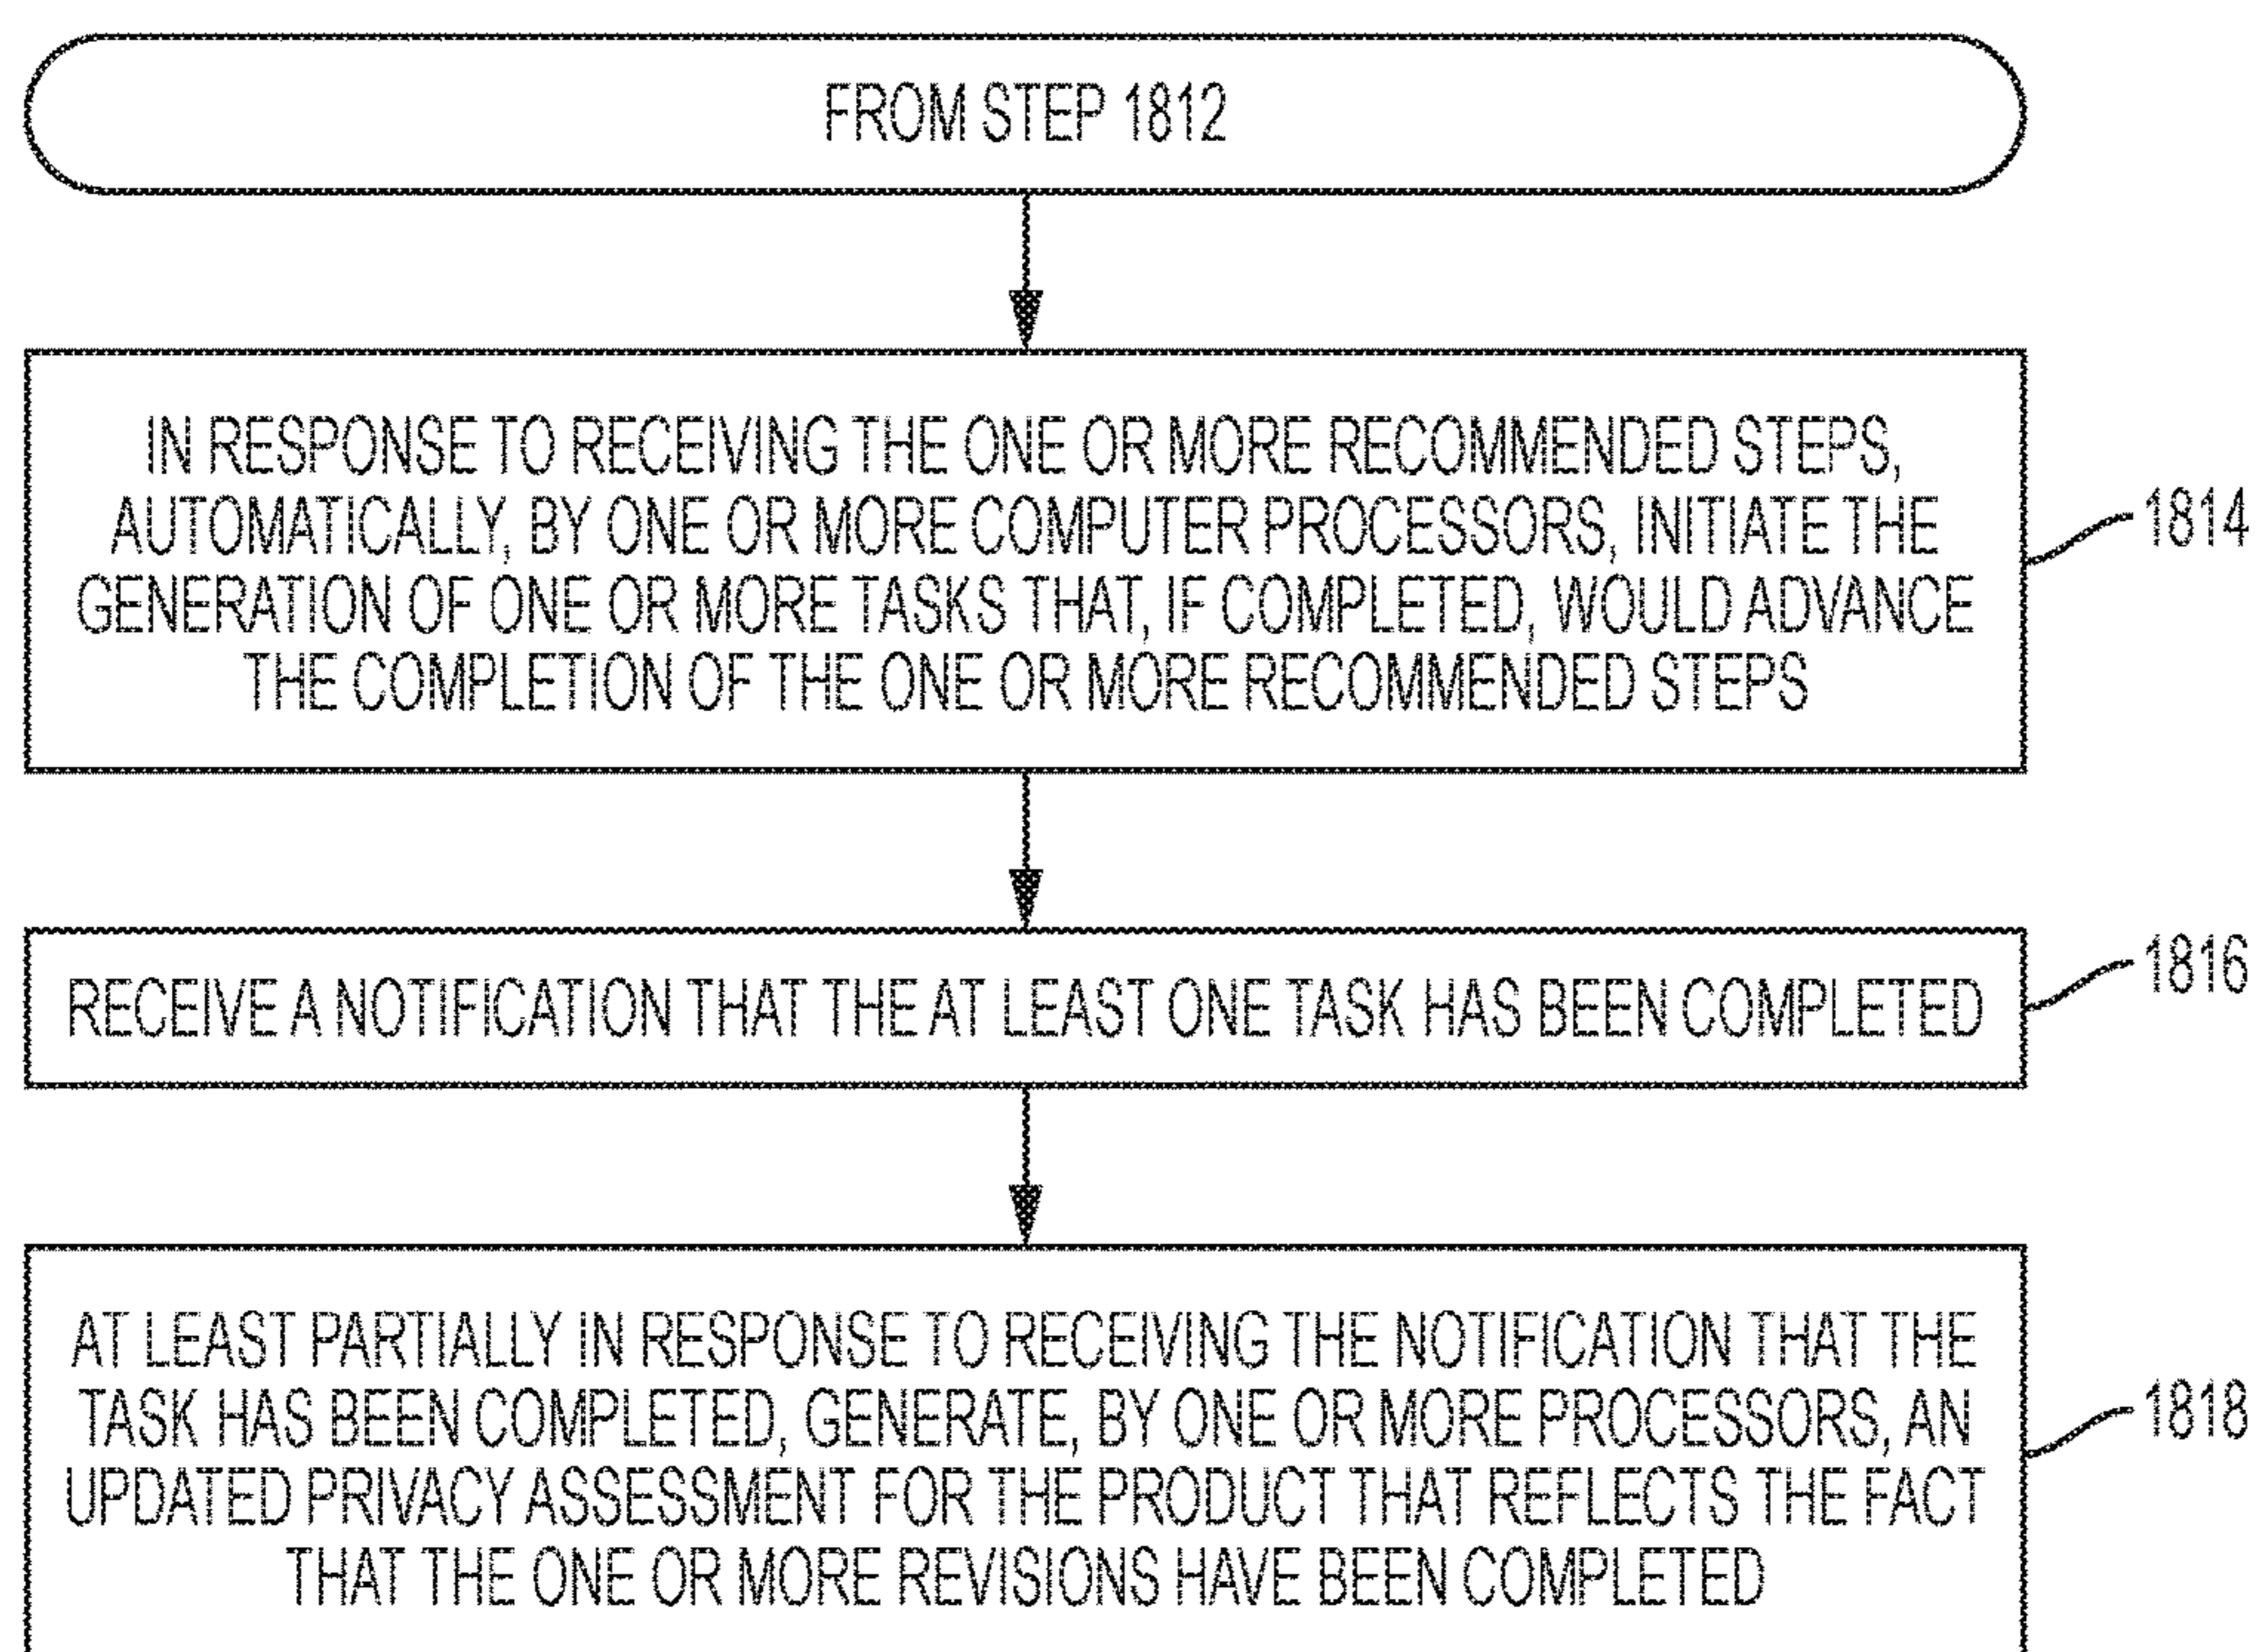 FROM STEP 1812
IN RESPONSE TO RECEIVING THE ONE OR MORE RECOMMENDED STEPS,
AUTOMATICALLY, BY ONE OR MORE COMPUTER PROCESSORS, INITIATE THE
GENERATION OF ONE OR MORE TASKS THAT, IF COMPLETED, WOULD ADVANCE
THE COMPLETION OF THE ONE OR MORE RECOMMENDED STEPS
1814
RECEIVE A NOTIFICATION THAT THE AT LEAST ONE TASK HAS BEEN COMPLETED
1816
AT LEAST PARTIALLY IN RESPONSE TO RECEIVING THE NOTIFICATION THAT THE
TASK HAS BEEN COMPLETED, GENERATE, BY ONE OR MORE PROCESSORS, AN
UPDATED PRIVACY ASSESSMENT FOR THE PRODUCT THAT REFLECTS THE FACT
THAT THE ONE OR MORE REVISIONS HAVE BEEN COMPLETED
1818